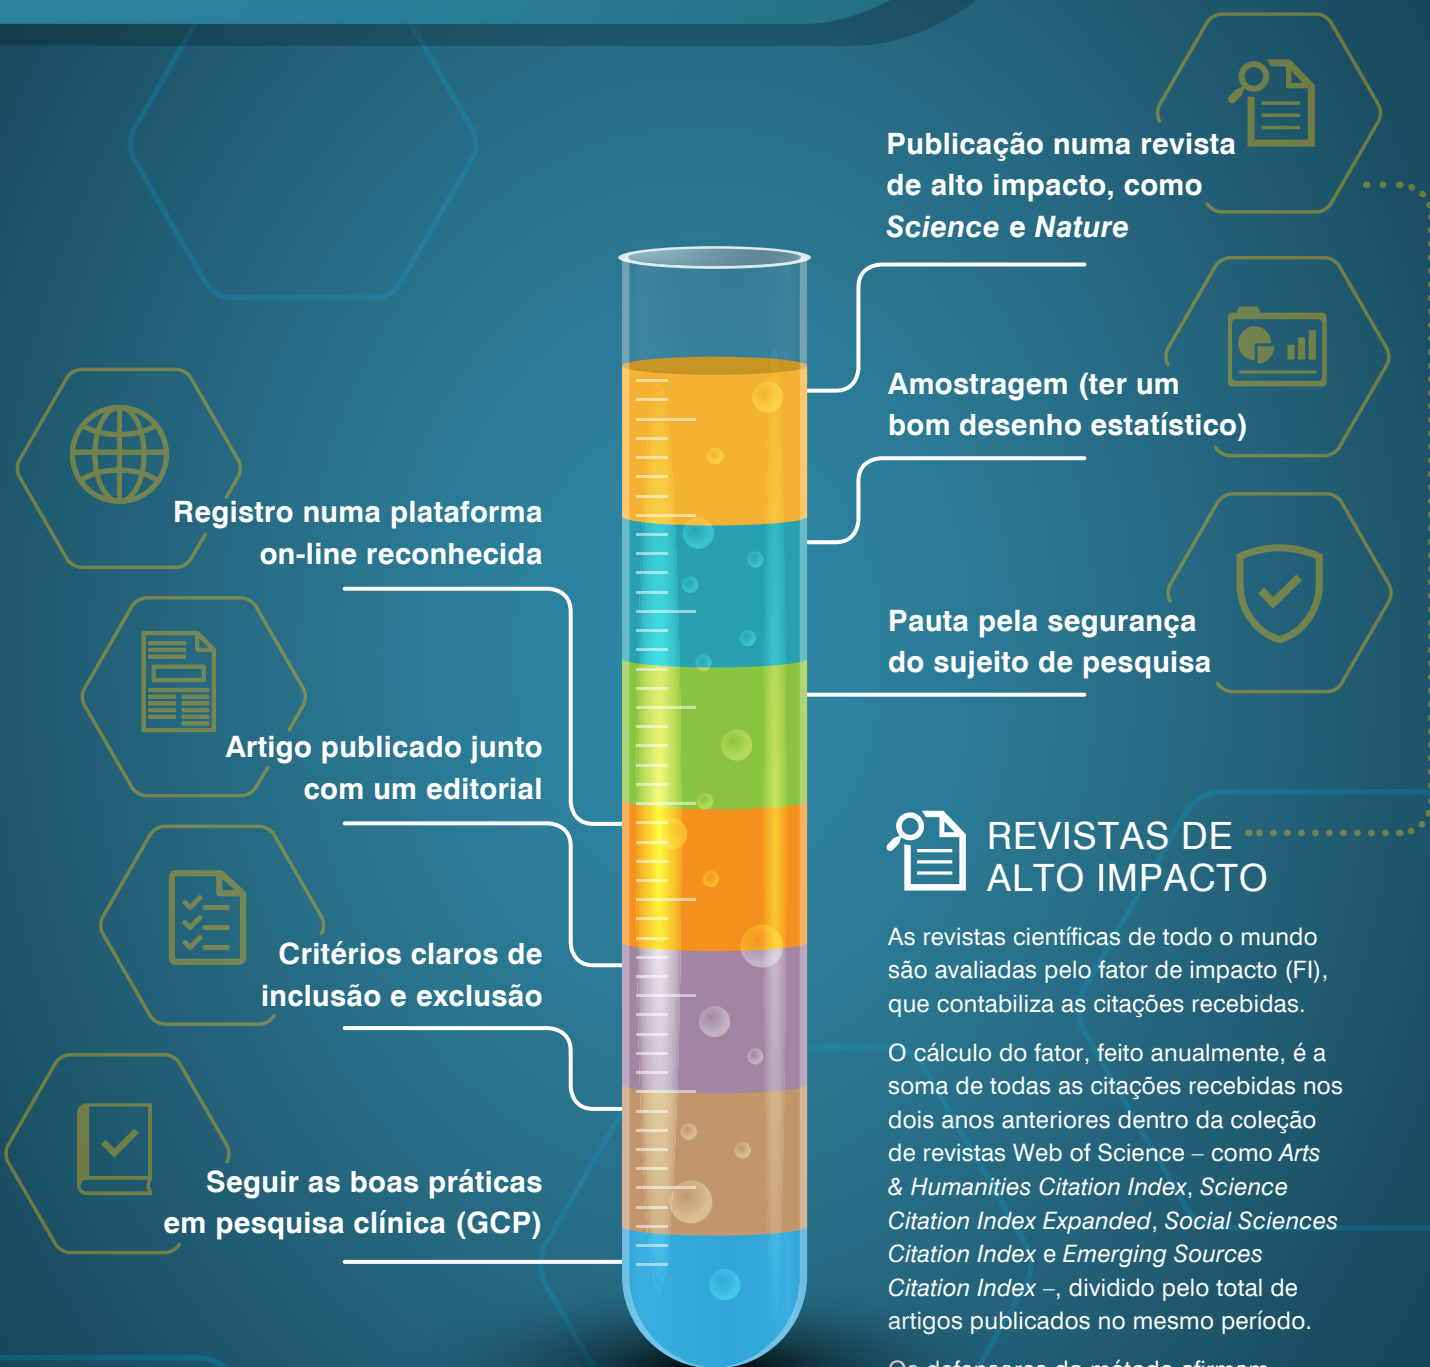 Publicação numa revista
de alto impacto, como
Science e Nature
Amostragem (ter um
bom desenho estatístico)
Registro numa plataforma
on-line reconhecida
Pauta pela segurança
do sujeito de pesquisa
Artigo publicado junto
com um editorial
Critérios claros de
inclusão e exclusão
Seguir as boas práticas
em pesquisa clínica (GCP)
REVISTAS DE
ALTO IMPACTO
As revistas científicas de todo o mundo
são avaliadas pelo fator de impacto (FI),
que contabiliza as citações recebidas.
O cálculo do fator, feito anualmente, é a
soma de todas as citações recebidas nos
dois anos anteriores dentro da coleção
de revistas Web of Science – como Arts
& Humanities Citation Index, Science
Citation Index Expanded, Social Sciences
Citation Index e Emerging Sources
Citation Index –, dividido pelo total de
artigos publicados no mesmo período.